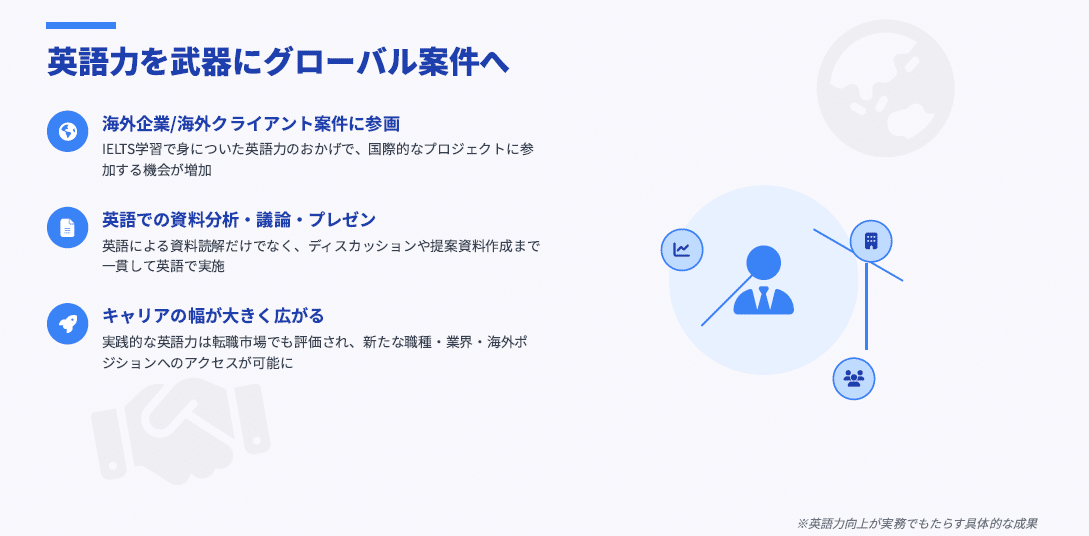 英語力を武器にグローバル案件へ
海外企業/海外クライアント案件に参画
IELTS学習で身についた英語力のおかげで、国際的なプロジェクトに参
加する機会が増加
英語での資料分析・議論・プレゼン
英語による資料読解だけでなく、ディスカッションや提案資料作成まで
一貫して英語で実施
キャリアの幅が大きく広がる
実践的な英語力は転職市場でも評価され、新たな職種・業界・海外ポ
ジションへのアクセスが可能に
※英語力向上が実務でもたらす具体的な成果